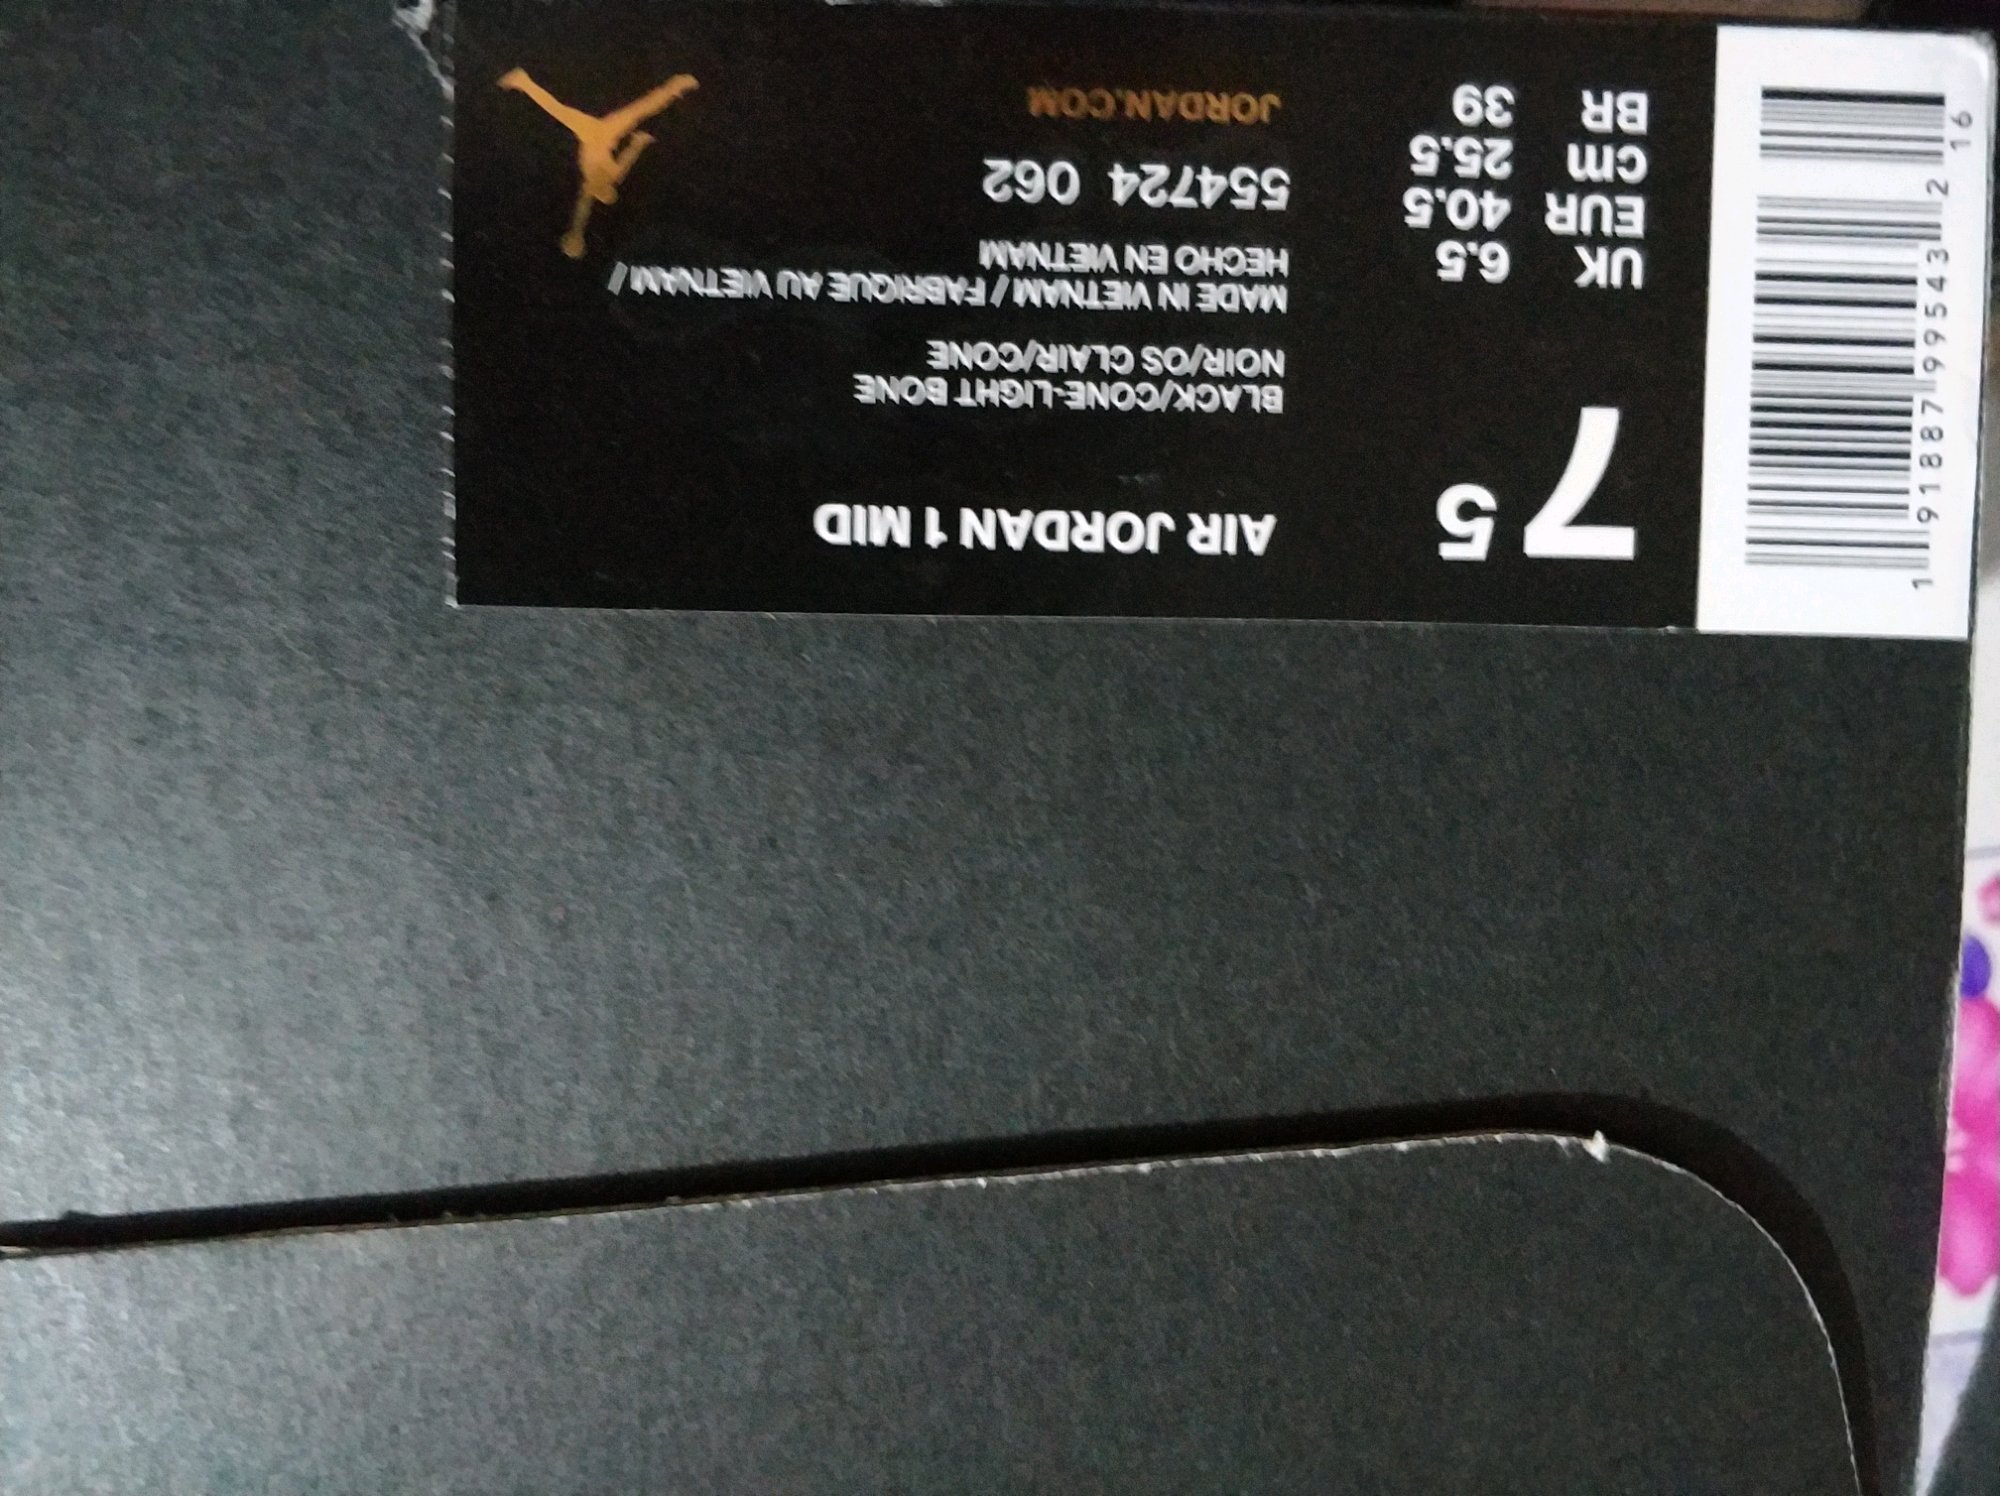 AIR JORDAN 1 MID
BLACK/CONE-LIGHT BONE
NOIR/OS CLAIR/CONE
MADE IN VIETNAM / FABRIQUE AU VIETNAM /
HECHO EN VIETNAM
554724 062
JORDAN.COM
7 5
UK 6.5
EUR 40.5
CM 25.5
BR 39
1 91887 99543 2 16